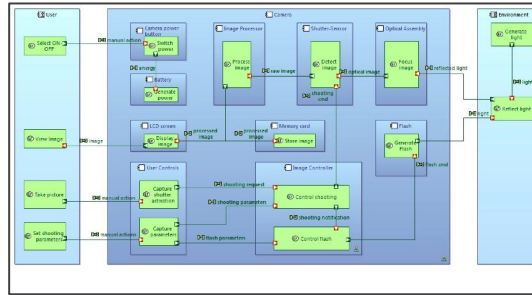 User
Camera
Environment
Camera power
button
Image Processor
Shutter-Sensor
Optical Assembly
Generate
light
Select ON-
OFF
manual action
Switch
power
Process
image
raw image
Detect
image
optical image
Focus
image
reflected light
energy
light
Battery
Generate
power
shooting
cmd
Reflect light
LCD screen
processed
image
processed
image
Memory card
Flash
light
View image
image
Display
image
Store image
Generate
Flash
User Controls
Image Controller
flash cmd
shooting request
Take picture
manual action
Capture
shutter
activation
Control shooting
shooting parameters
shooting notification
Set shooting
parameters
manual actions
Capture
parameters
flash parameters
Control flash